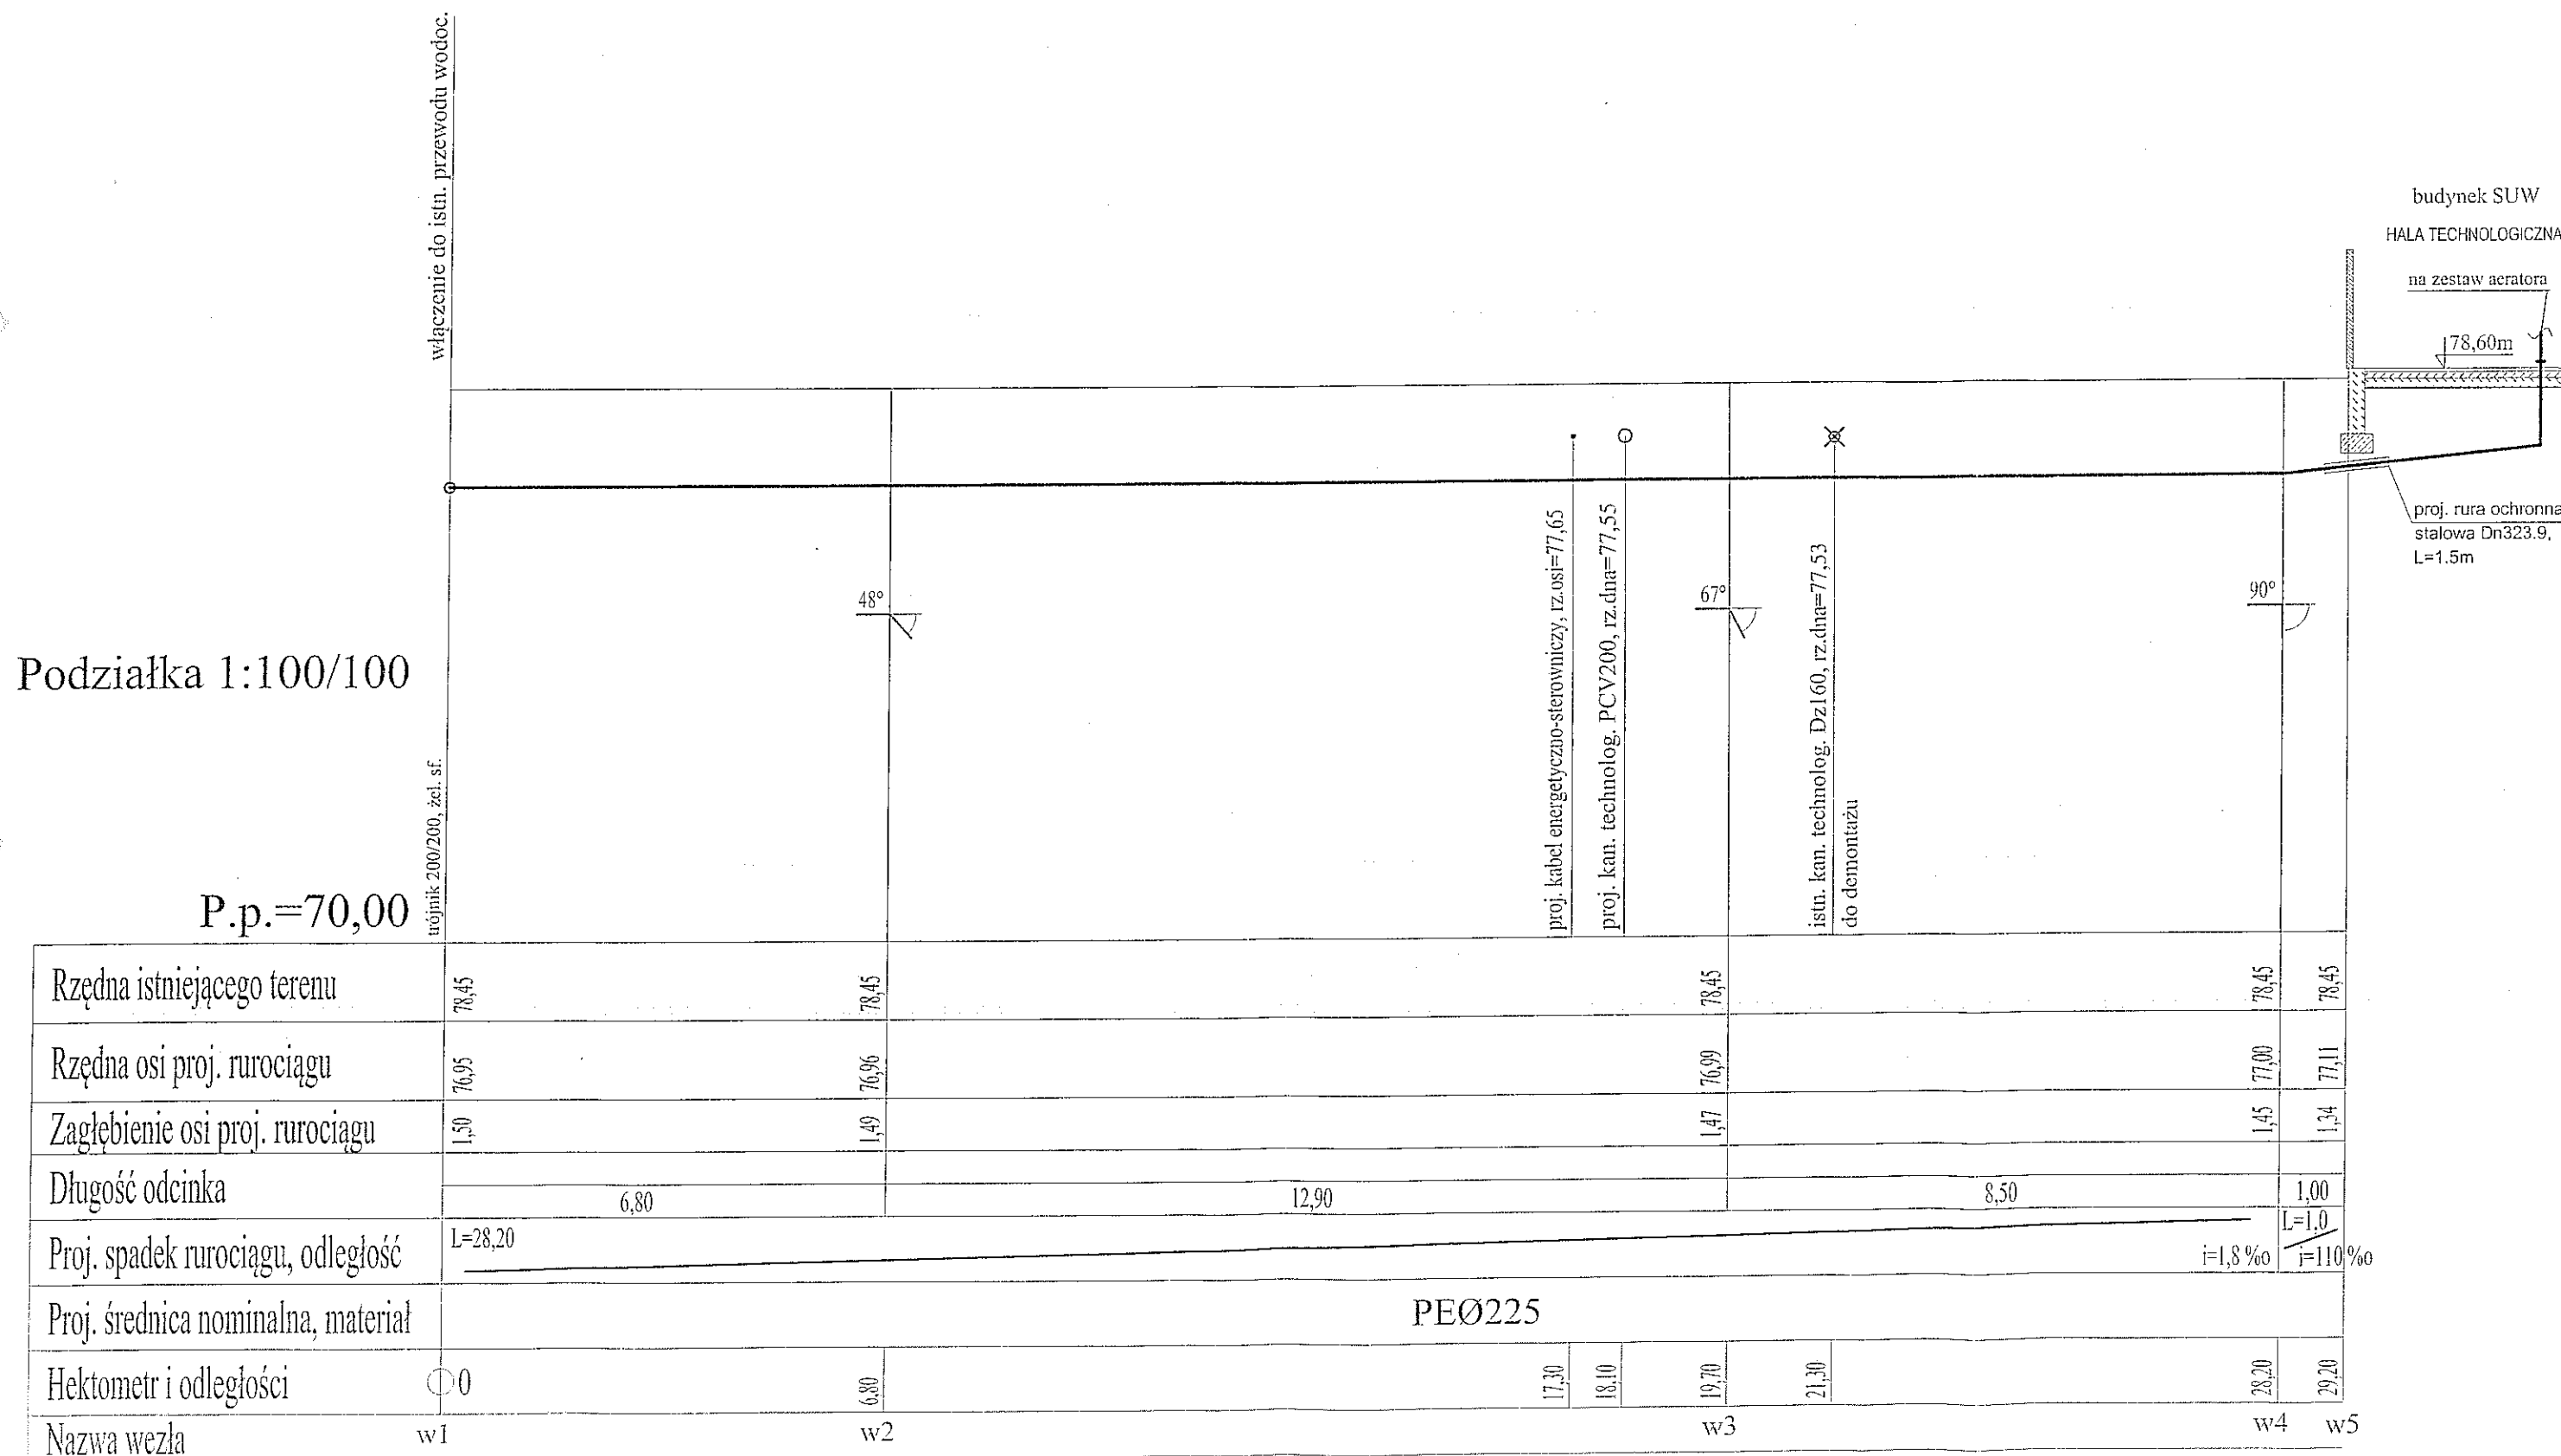 włączenie do istn. przewodu wodoc.
budynek SUW
HALA TECHNOLOGICZNA
na zestaw aeratora
78,60m
proj. rura ochronna
stalowa Dn323.9,
L=1.5m
48°
67°
90°
proj. kabel energetyczno-sterowniczy, rz.osi=77,65
proj. kan. technolog. PCV200, rz.dna=77,55
istn. kan. technolog. Dz160, rz.dna=77,53
do demontażu
Podziałka 1:100/100
trójnik 200/200, żel. sf.
P.p.=70,00
Rzędna istniejącego terenu 78,45 78,45 78,45 78,45 78,45
Rzędna osi proj. rurociągu 76,95 76,96 76,99 77,00 77,11
Zagłębienie osi proj. rurociągu 1,50 1,49 1,47 1,45 1,34
Długość odcinka 6,80 12,90 8,50 1,00
Proj. spadek rurociągu, odległość L=28,20 i=1,8 ‰ L=1,0 i=110 ‰
Proj. średnica nominalna, materiał PEØ225
Hektometr i odległości 0 6,80 17,30 18,10 19,70 21,30 28,20 29,20
Nazwa węzła w1 w2 w3 w4 w5